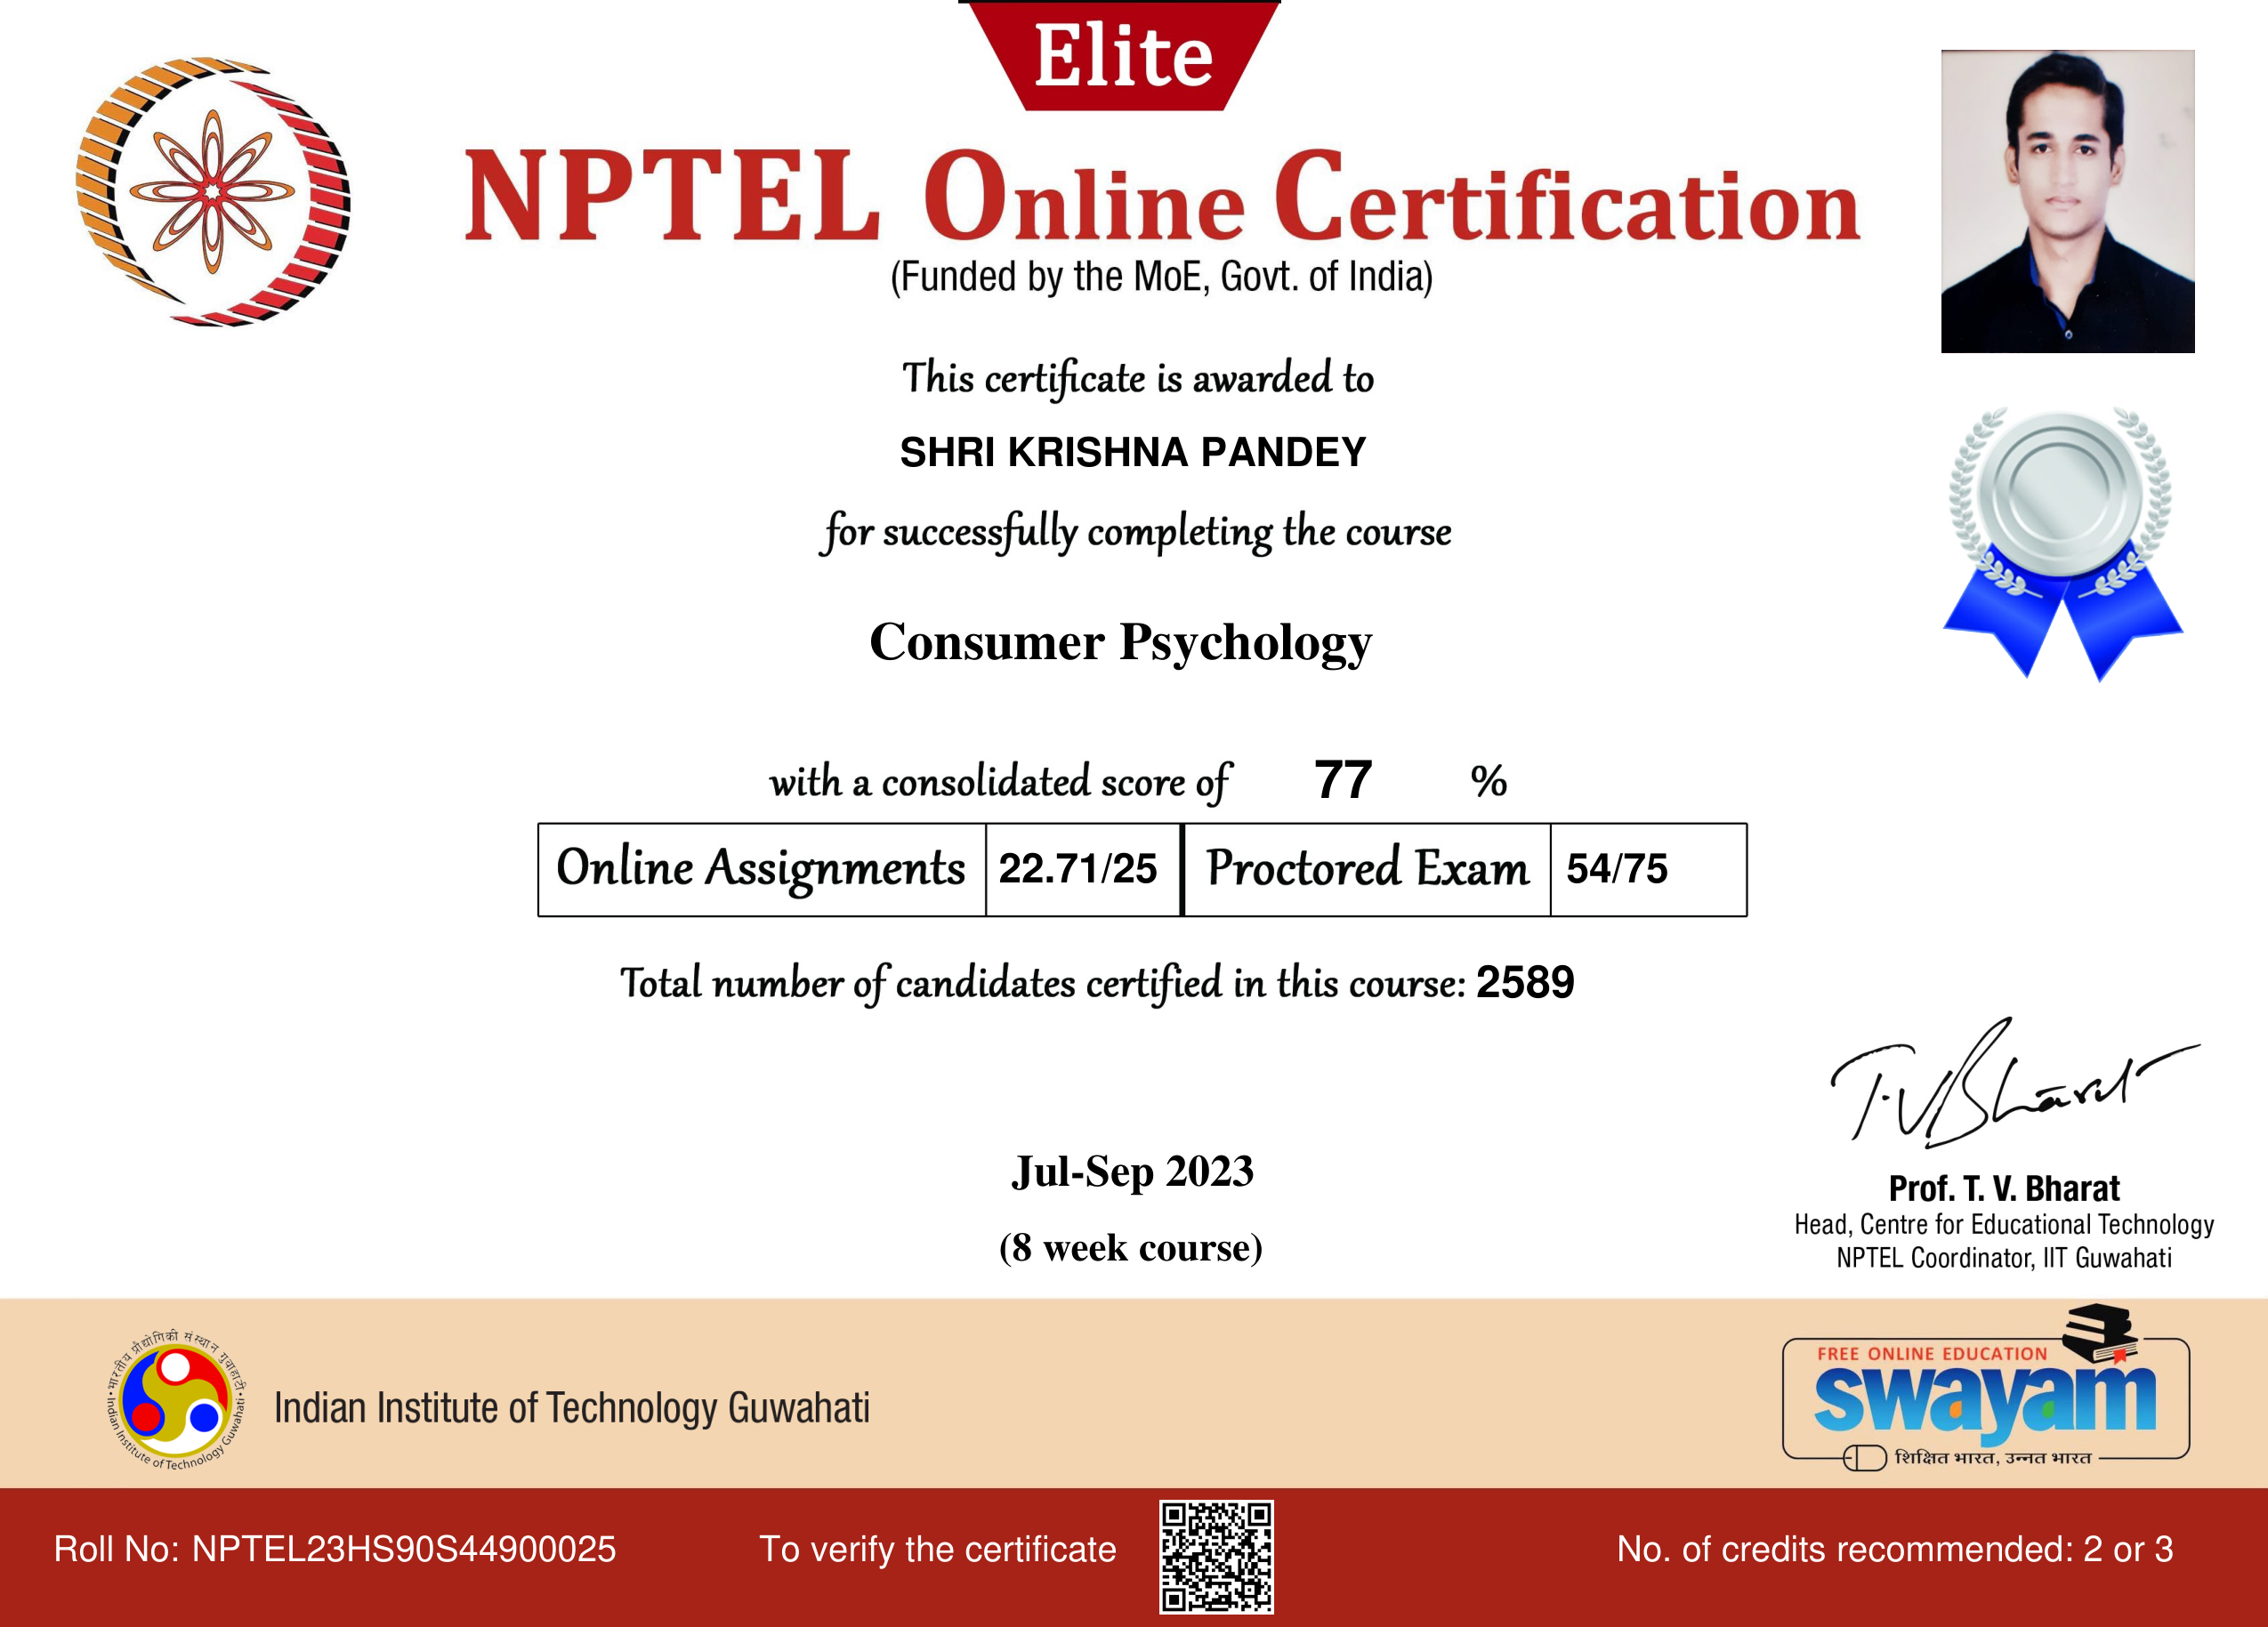 Elite
NPTEL Online Certification
(Funded by the MoE, Govt. of India)
This certificate is awarded to
SHRI KRISHNA PANDEY
for successfully completing the course
Consumer Psychology
with a consolidated score of 77 %
Online Assignments 22.71/25 Proctored Exam 54/75
Total number of candidates certified in this course: 2589
T.V Bharat
Jul-Sep 2023
(8 week course)
Prof. T. V. Bharat
Head, Centre for Educational Technology
NPTEL Coordinator, IIT Guwahati
भारतीय प्रौद्योगिकी संस्थान गुवाहाटी
Indian Institute of Technology Guwahati
Indian Institute of Technology Guwahati
FREE ONLINE EDUCATION
swayam
शिक्षित भारत, उन्नत भारत
Roll No: NPTEL23HS90S44900025
To verify the certificate
No. of credits recommended: 2 or 3